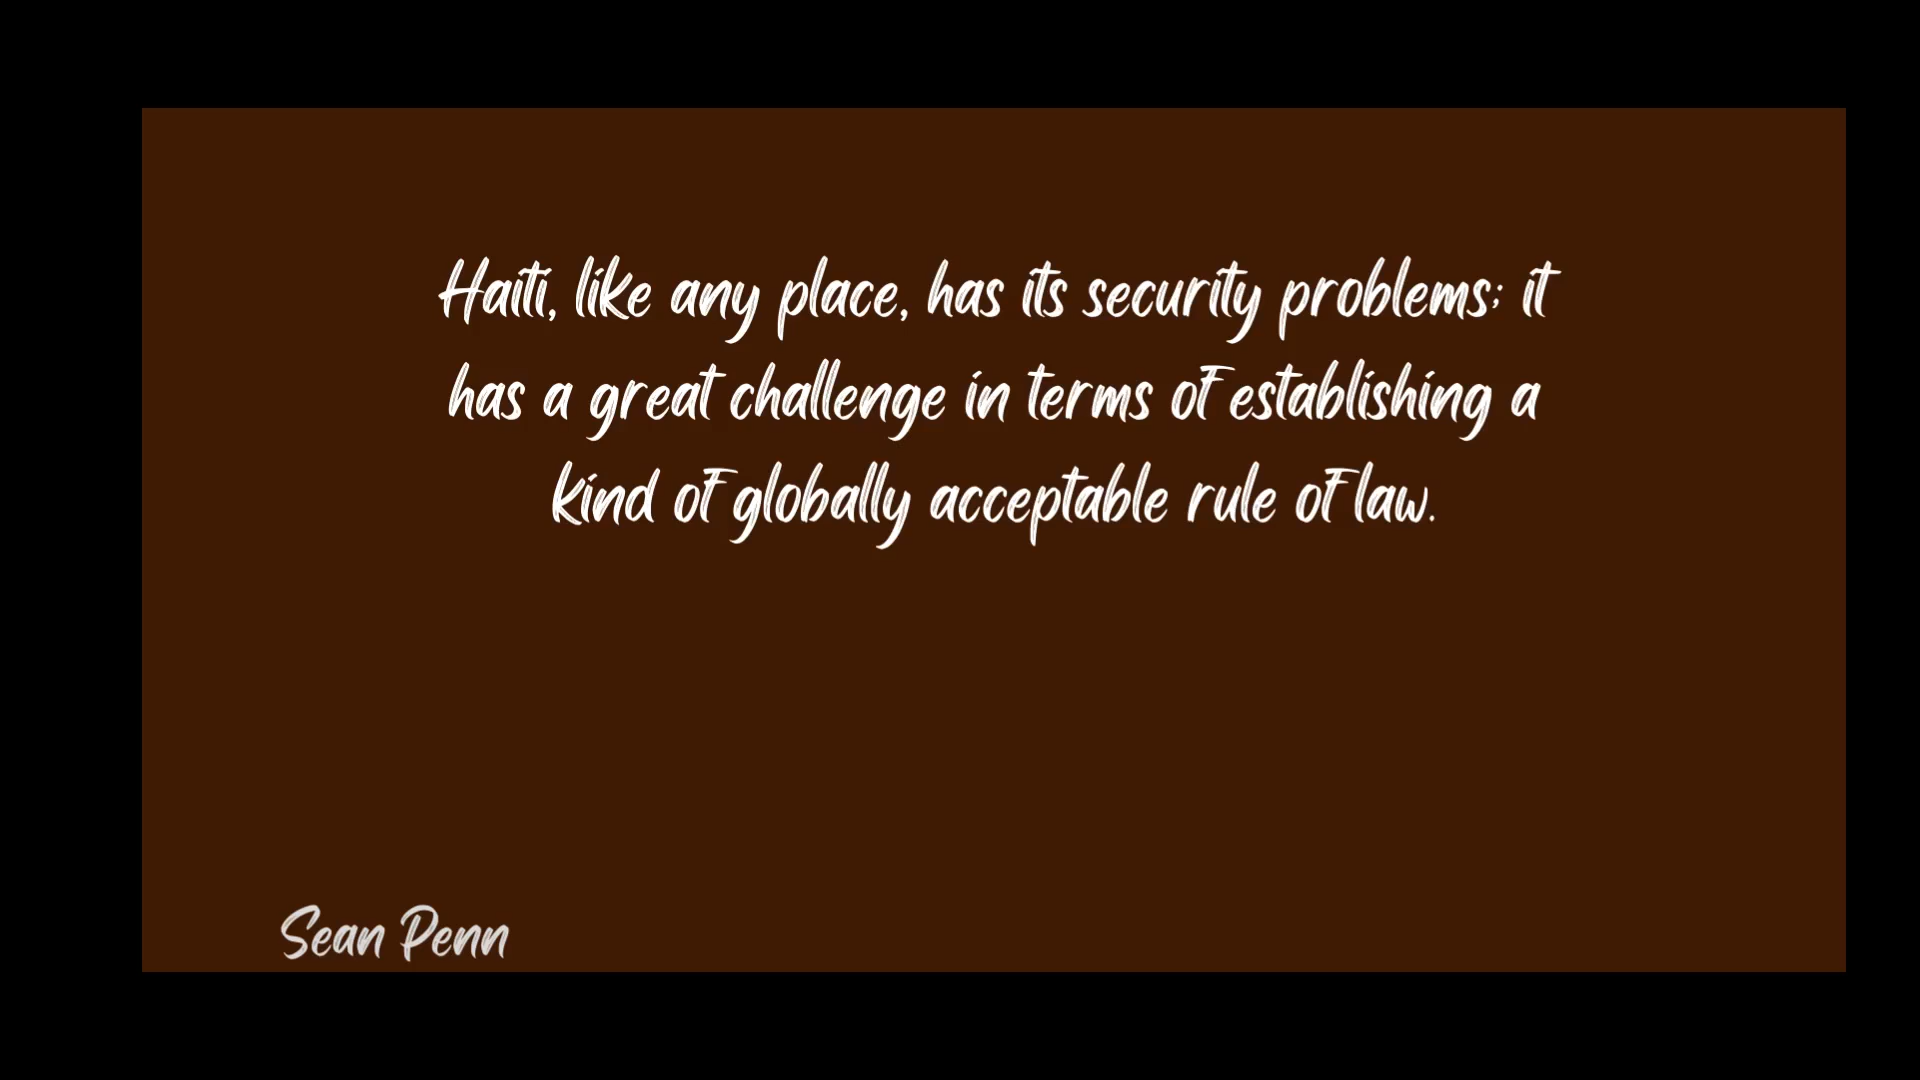 Haiti, like any place, has its security problems; it
has a great challenge in terms of establishing a
kind of globally acceptable rule of law.
Sean Penn